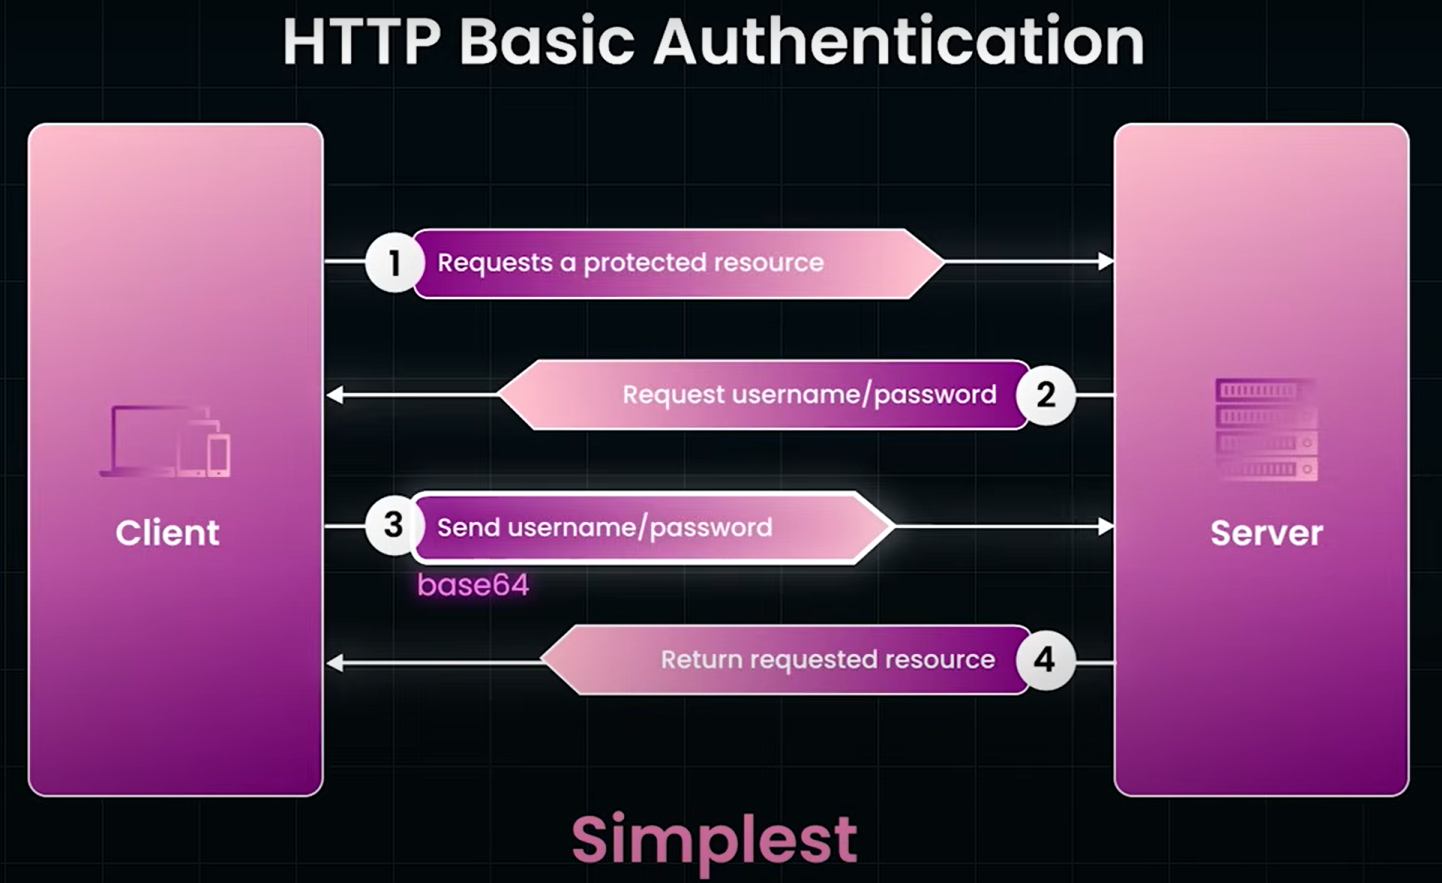 HTTP Basic Authentication
1 Requests a protected resource
Request username/password 2
3 Send username/password
base64
Client
Server
Return requested resource 4
Simplest